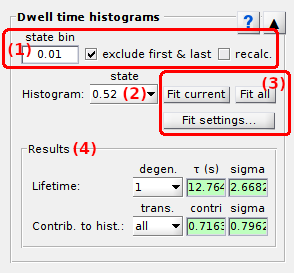 Dwell time histograms
? ▲
(1) state bin
0.01 exclude first & last recalc.
(3)
state
Histogram: 0.52 (2) Fit current Fit all
Fit settings...
Results (4)
degen. τ (s) sigma
Lifetime: 1 12.764 2.6682
trans. contri sigma
Contrib. to hist.: all 0.7163 0.7962